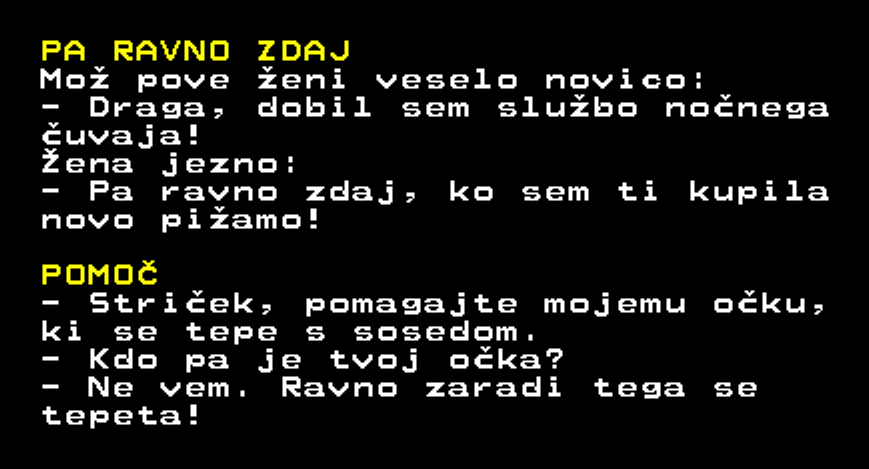 PA RAVNO ZDAJ
Mož pove ženi veselo novico:
- Draga, dobil sem službo nočnega
čuvaja!
Žena jezno:
- Pa ravno zdaj, ko sem ti kupila
novo pižamo!
POMOČ
- Striček, pomagajte mojemu očku,
ki se tepe s sosedom.
- Kdo pa je tvoj očka?
- Ne vem. Ravno zaradi tega se
tepeta!